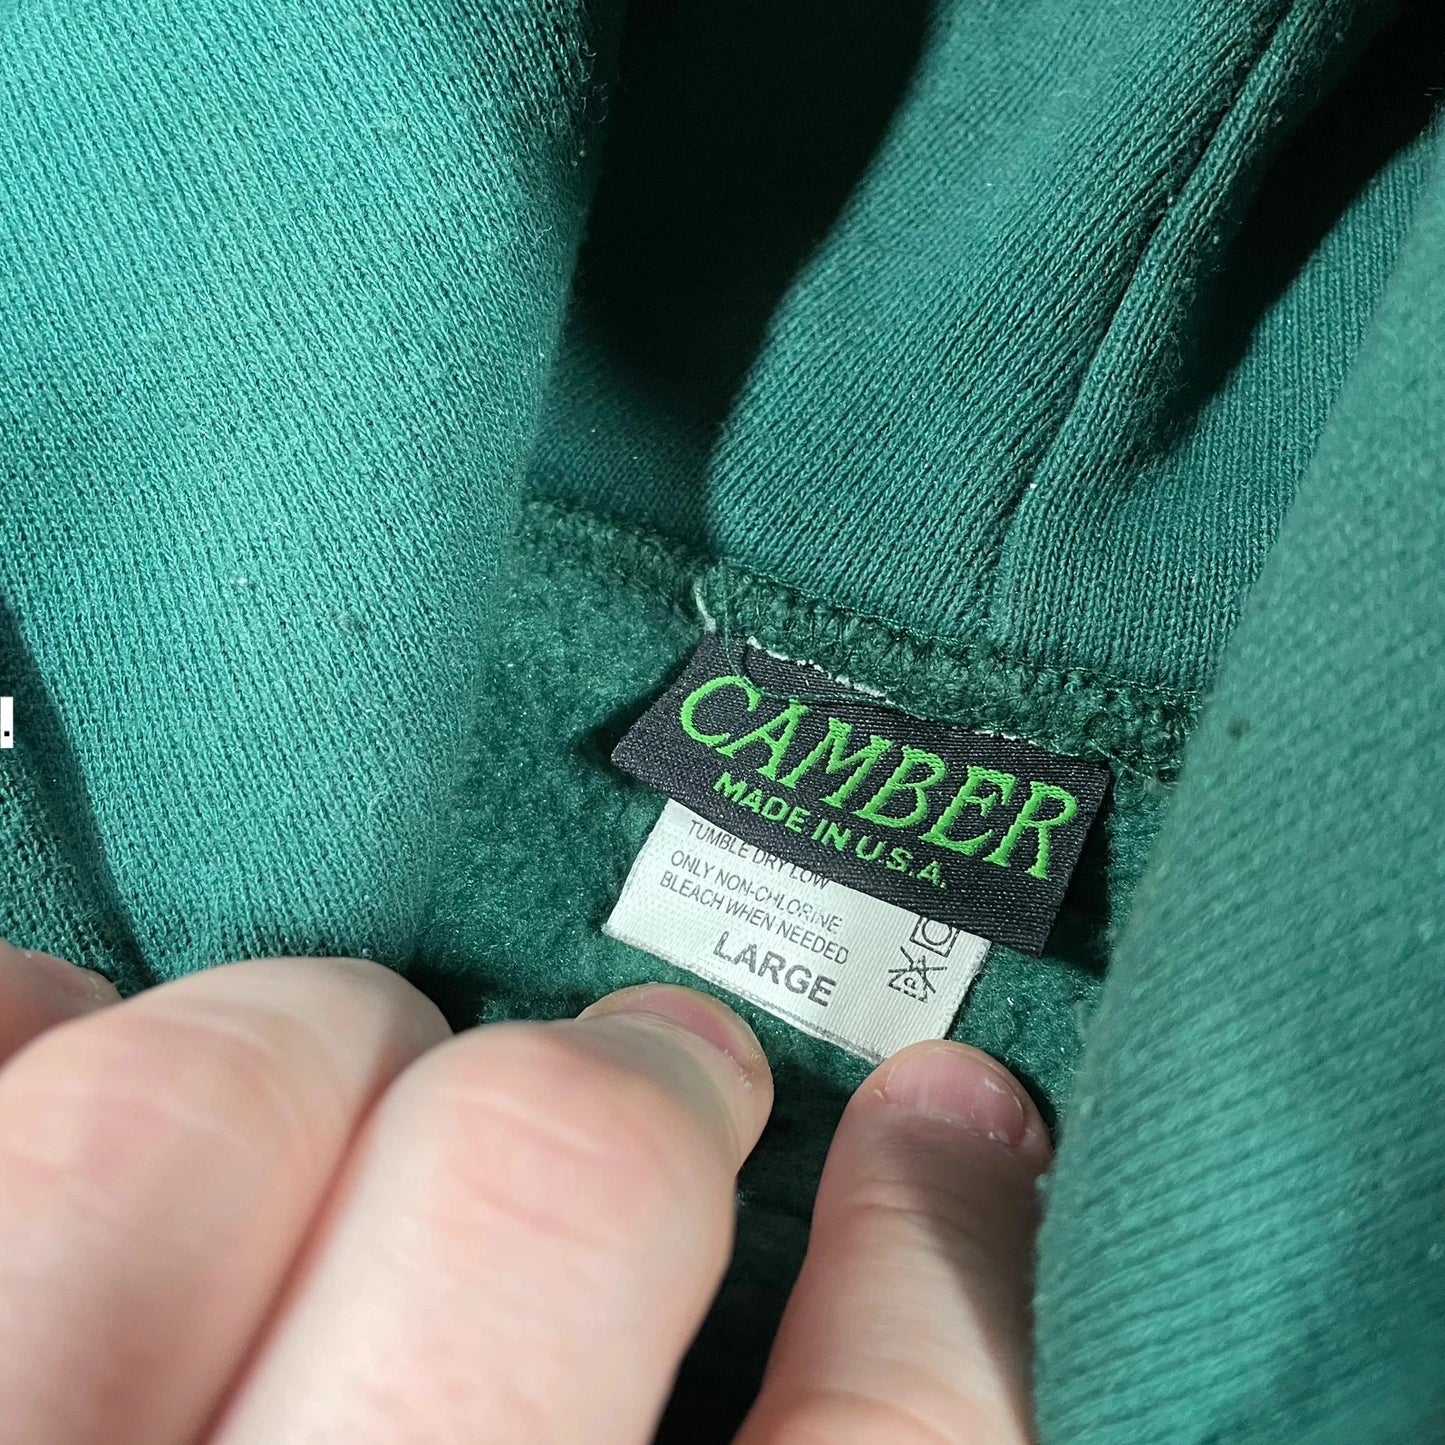 CAMBER
MADE IN U.S.A.
TUMBLE DRY LOW
ONLY NON-CHLORINE
BLEACH WHEN NEEDED
LARGE
!.